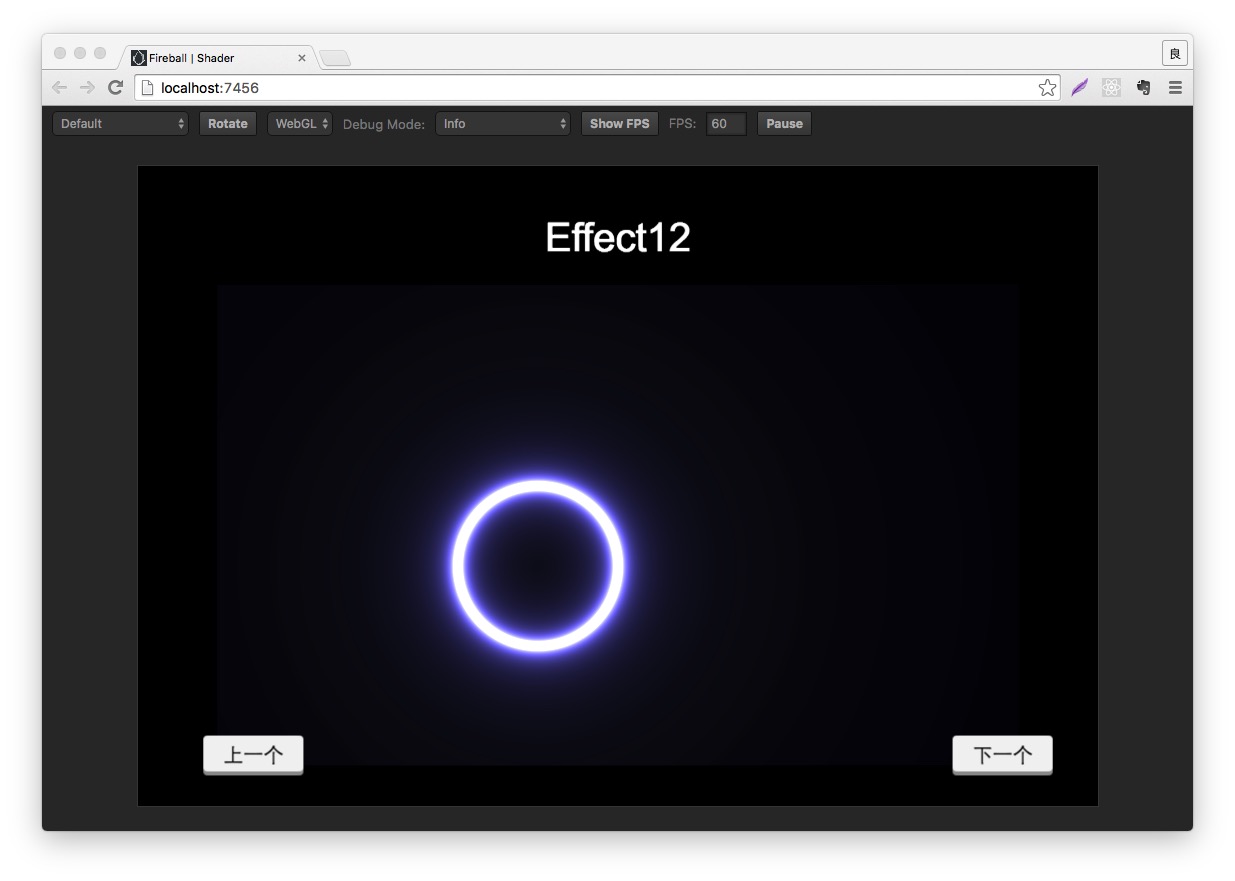 Fireball | Shader
良
localhost:7456
Default Rotate WebGL Debug Mode: Info Show FPS FPS: 60 Pause
Effect12
上一个 下一个